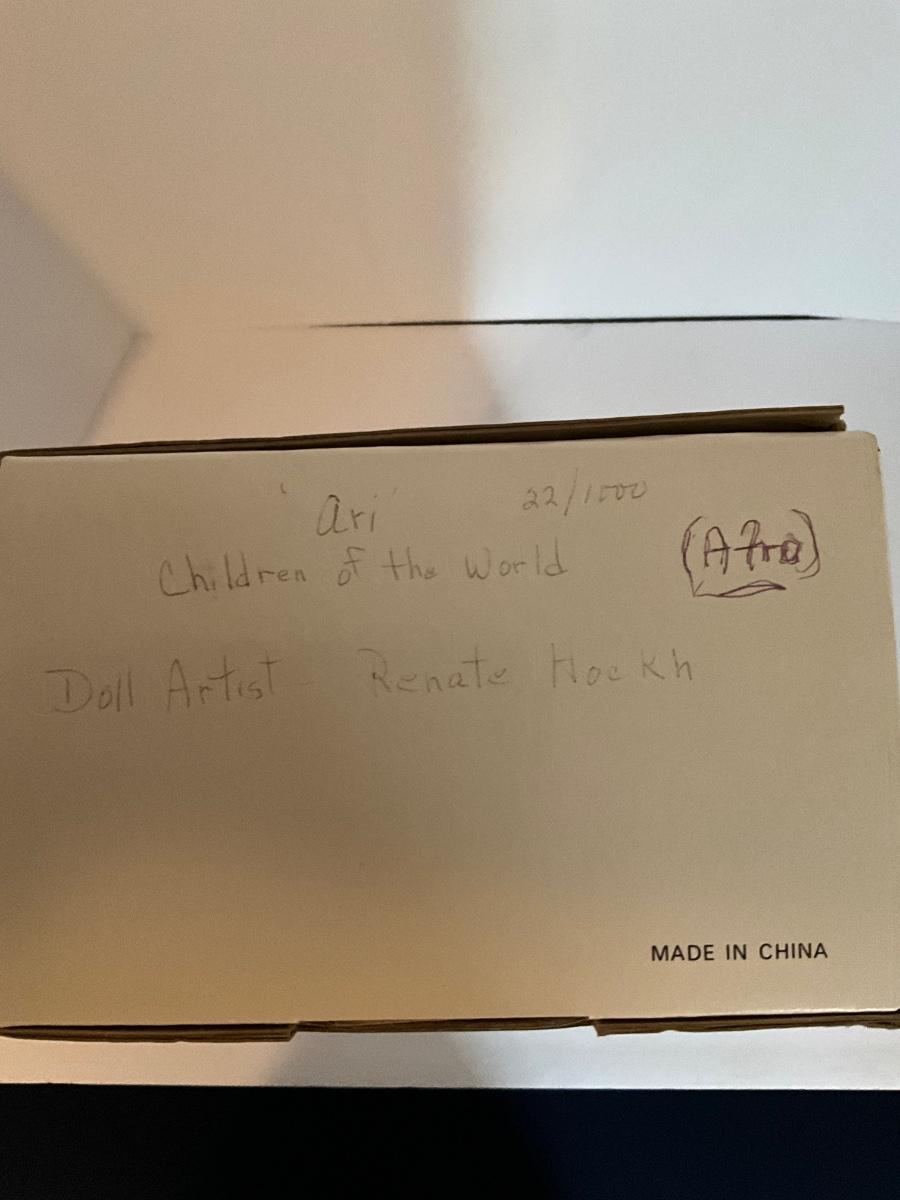 'Ari' 22/1000
(Afro)
Children of the World
Doll Artist - Renate Hockh
MADE IN CHINA